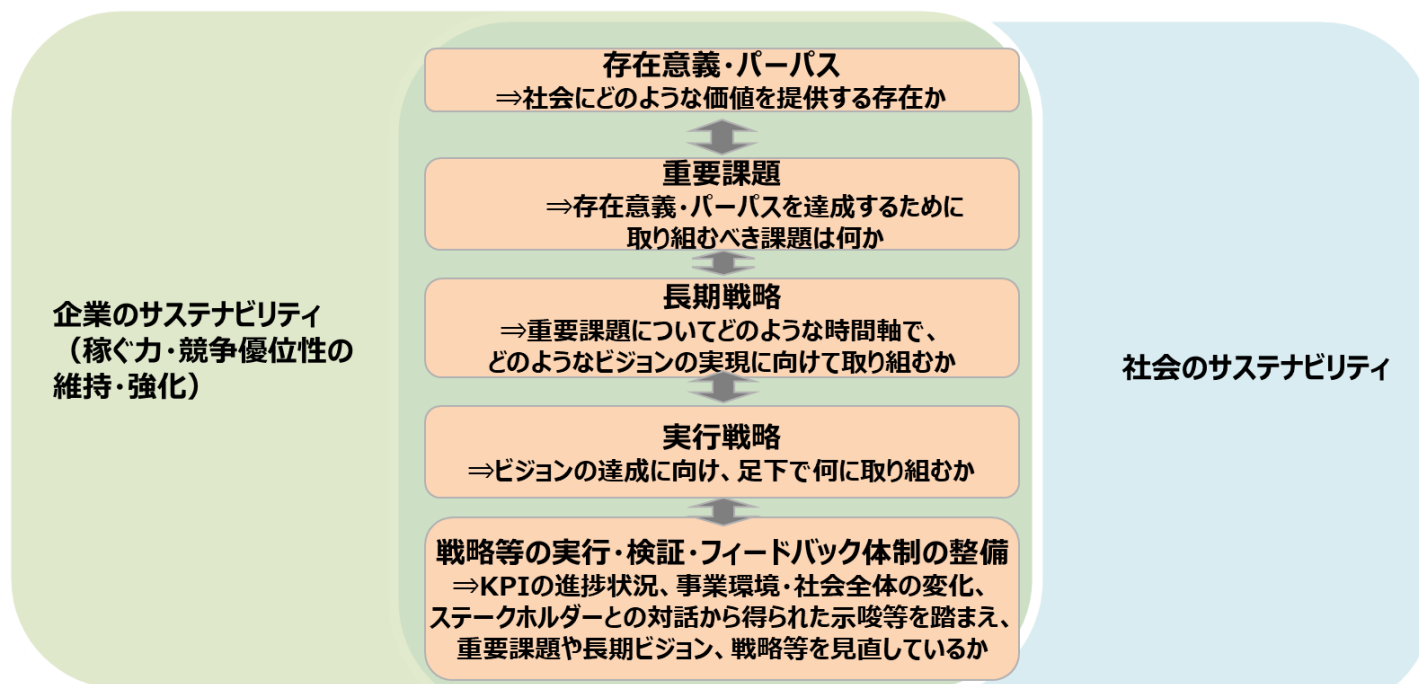 存在意義・パーパス
⇒社会にどのような価値を提供する存在か
重要課題
⇒存在意義・パーパスを達成するために
取り組むべき課題は何か
長期戦略
⇒重要課題についてどのような時間軸で、
どのようなビジョンの実現に向けて取り組むか
実行戦略
⇒ビジョンの達成に向け、足下で何に取り組むか
戦略等の実行・検証・フィードバック体制の整備
⇒KPIの進捗状況、事業環境・社会全体の変化、
ステークホルダーとの対話から得られた示唆等を踏まえ、
重要課題や長期ビジョン、戦略等を見直しているか
企業のサステナビリティ
（稼ぐ力・競争優位性の
維持・強化）
社会のサステナビリティ